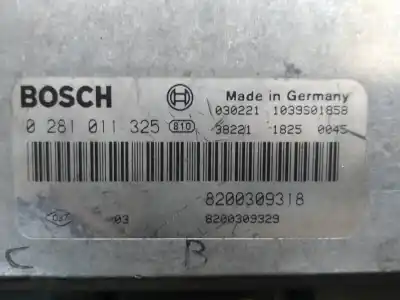 BOSCH Made in Germany
030221 1039S01858
0 281 011 325 810 38221 1825 0045
8200309318
03 8200309329
C B